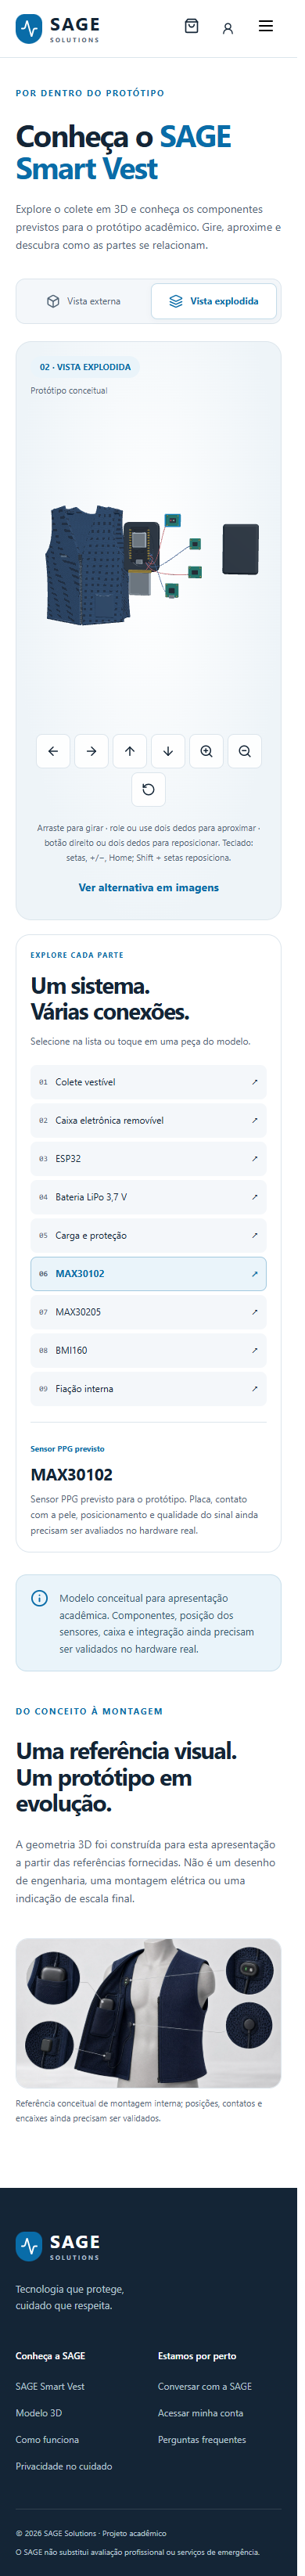 SAGE
SOLUTIONS
POR DENTRO DO PROTÓTIPO
Conheça o SAGE
Smart Vest
Explore o colete em 3D e conheça os componentes
previstos para o protótipo acadêmico. Gire, aproxime e
descubra como as partes se relacionam.
Vista externa
Vista explodida
02 · VISTA EXPLODIDA
Protótipo conceitual
Arraste para girar · role ou use dois dedos para aproximar ·
botão direito ou dois dedos para reposicionar. Teclado:
setas, +/−, Home; Shift + setas reposiciona.
Ver alternativa em imagens
EXPLORE CADA PARTE
Um sistema.
Várias conexões.
Selecione na lista ou toque em uma peça do modelo.
01 Colete vestível ↗
02 Caixa eletrônica removível ↗
03 ESP32 ↗
04 Bateria LiPo 3,7 V ↗
05 Carga e proteção ↗
06 MAX30102 ↗
07 MAX30205 ↗
08 BMI160 ↗
09 Fiação interna ↗
Sensor PPG previsto
MAX30102
Sensor PPG previsto para o protótipo. Placa, contato
com a pele, posicionamento e qualidade do sinal ainda
precisam ser avaliados no hardware real.
Modelo conceitual para apresentação
acadêmica. Componentes, posição dos
sensores, caixa e integração ainda precisam
ser validados no hardware real.
DO CONCEITO À MONTAGEM
Uma referência visual.
Um protótipo em
evolução.
A geometria 3D foi construída para esta apresentação
a partir das referências fornecidas. Não é um desenho
de engenharia, uma montagem elétrica ou uma
indicação de escala final.
Referência conceitual de montagem interna; posições, contatos e
encaixes ainda precisam ser validados.
SAGE
SOLUTIONS
Tecnologia que protege,
cuidado que respeita.
Conheça a SAGE
SAGE Smart Vest
Modelo 3D
Como funciona
Privacidade no cuidado
Estamos por perto
Conversar com a SAGE
Acessar minha conta
Perguntas frequentes
© 2026 SAGE Solutions · Projeto acadêmico
O SAGE não substitui avaliação profissional ou serviços de emergência.